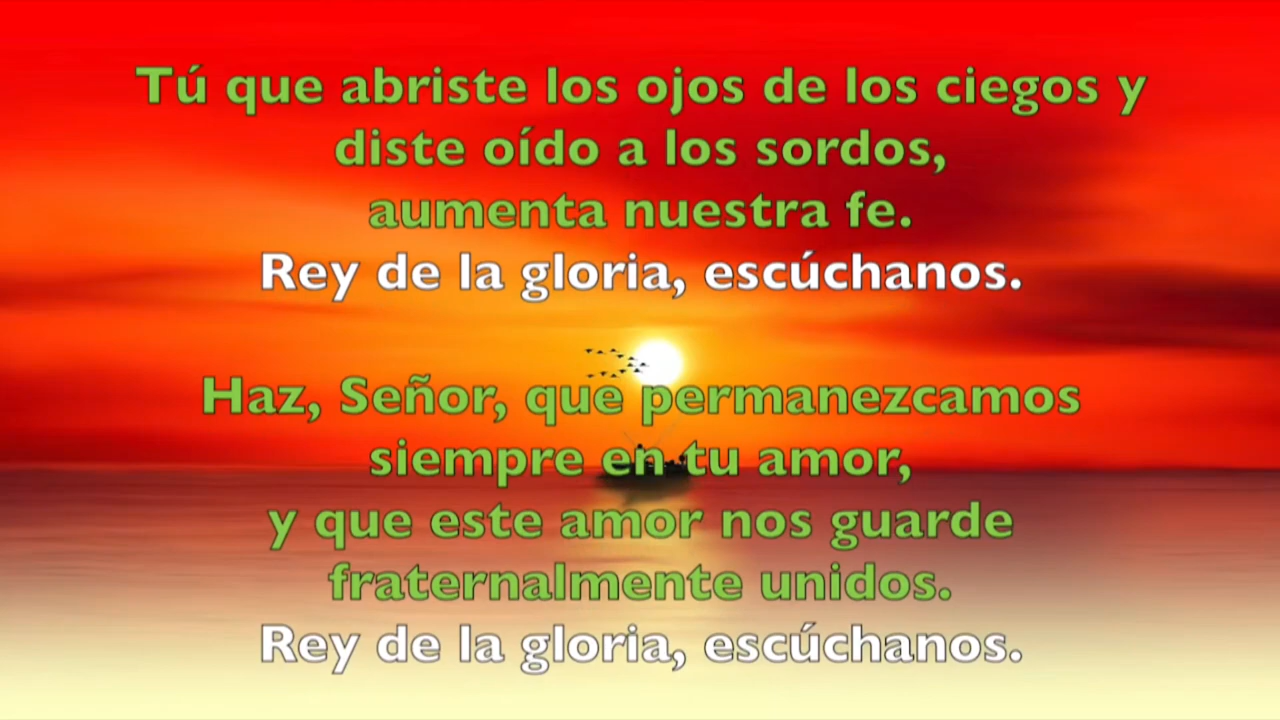 Tú que abriste los ojos de los ciegos y
diste oído a los sordos,
aumenta nuestra fe.
Rey de la gloria, escúchanos.
Haz, Señor, que permanezcamos
siempre en tu amor,
y que este amor nos guarde
fraternalmente unidos.
Rey de la gloria, escúchanos.